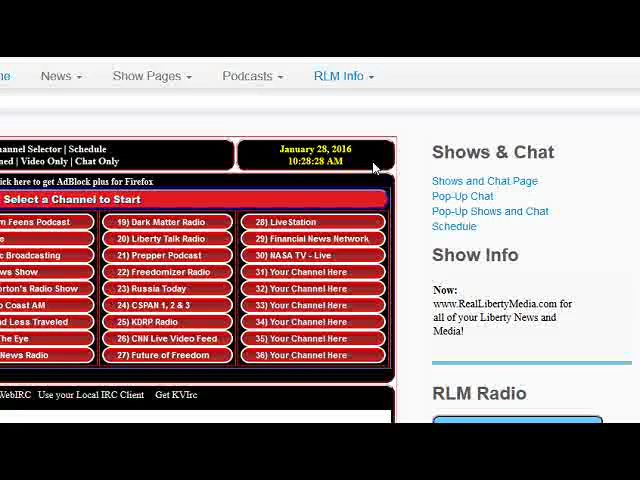 me News Show Pages Podcasts RLM Info
hannel Selector | Schedule
ned | Video Only | Chat Only
January 28, 2016
10:28:28 AM
lick here to get AdBlock plus for Firefox
Select a Channel to Start
m Feens Podcast 19) Dark Matter Radio 28) LiveStation
e 20) Liberty Talk Radio 29) Financial News Network
c Broadcasting 21) Prepper Podcast 30) NASA TV - Live
ws Show 22) Freedomizer Radio 31) Your Channel Here
erton's Radio Show 23) Russia Today 32) Your Channel Here
o Coast AM 24) CSPAN 1, 2 & 3 33) Your Channel Here
nd Less Traveled 25) KDRP Radio 34) Your Channel Here
The Eye 26) CNN Live Video Feed 35) Your Channel Here
News Radio 27) Future of Freedom 36) Your Channel Here
WebIRC Use your Local IRC Client Get KVIrc
Shows & Chat
Shows and Chat Page
Pop-Up Chat
Pop-Up Shows and Chat
Schedule
Show Info
Now:
www.RealLibertyMedia.com for
all of your Liberty News and
Media!
RLM Radio